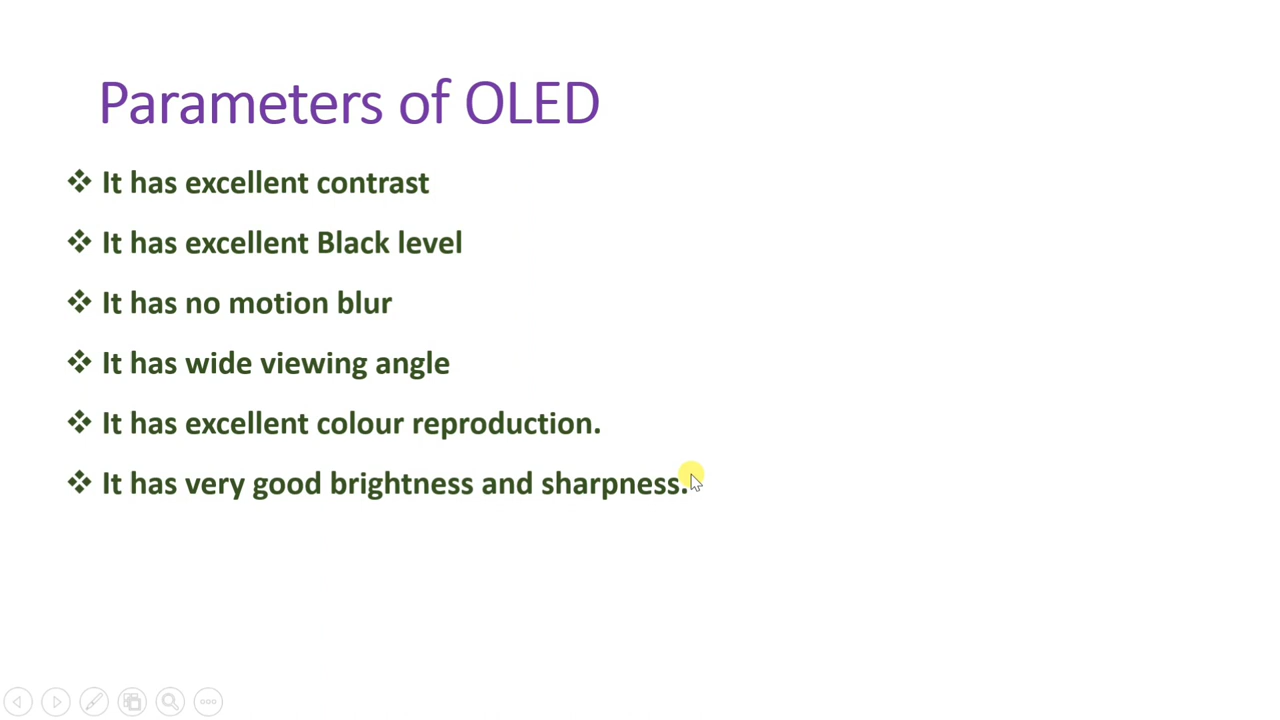 Parameters of OLED
It has excellent contrast
It has excellent Black level
It has no motion blur
It has wide viewing angle
It has excellent colour reproduction.
It has very good brightness and sharpness.